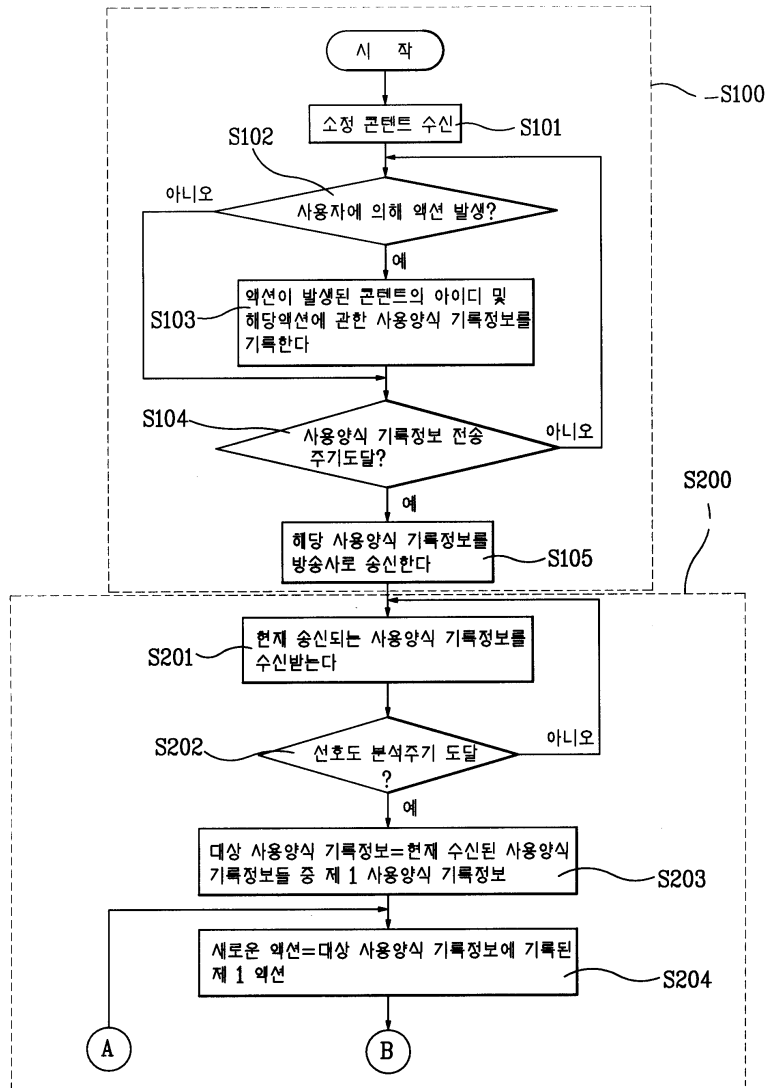 시 작
S100
소정 콘텐트 수신
S101
S102
아니오
사용자에 의해 액션 발생?
예
액션이 발생된 콘텐트의 아이디 및
해당액션에 관한 사용양식 기록정보를
기록한다
S103
S104
사용양식 기록정보 전송
주기도달?
아니오
예
S200
해당 사용양식 기록정보를
방송사로 송신한다
S105
현재 송신되는 사용양식 기록정보를
수신받는다
S201
S202
선호도 분석주기 도달
?
아니오
예
대상 사용양식 기록정보=현재 수신된 사용양식
기록정보들 중 제 1 사용양식 기록정보
S203
새로운 액션=대상 사용양식 기록정보에 기록된
제 1 액션
S204
A
B